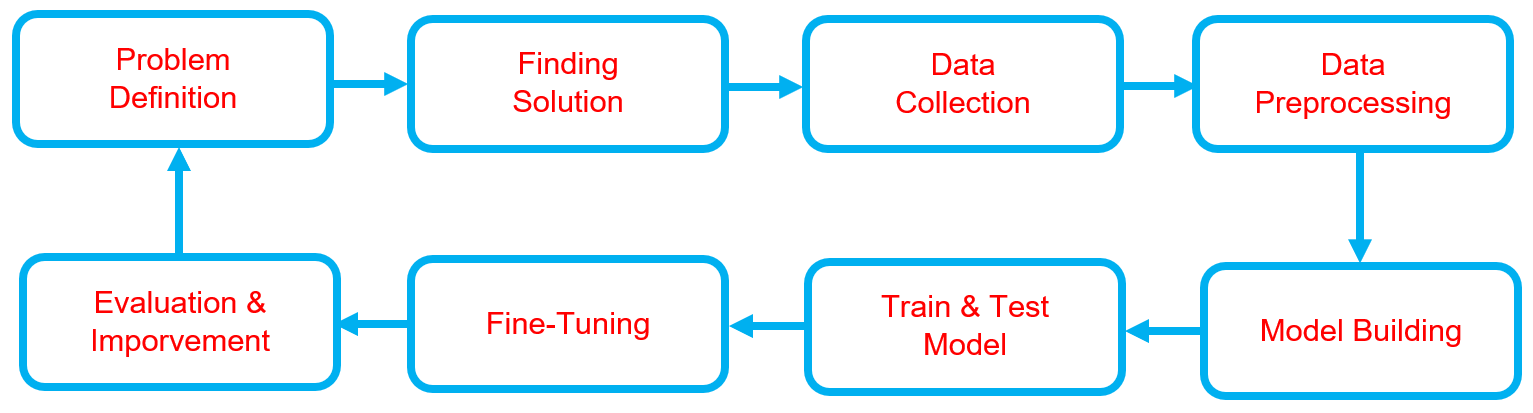 Problem
Definition
Finding
Solution
Data
Collection
Data
Preprocessing
Model Building
Train & Test
Model
Fine-Tuning
Evaluation &
Imporvement